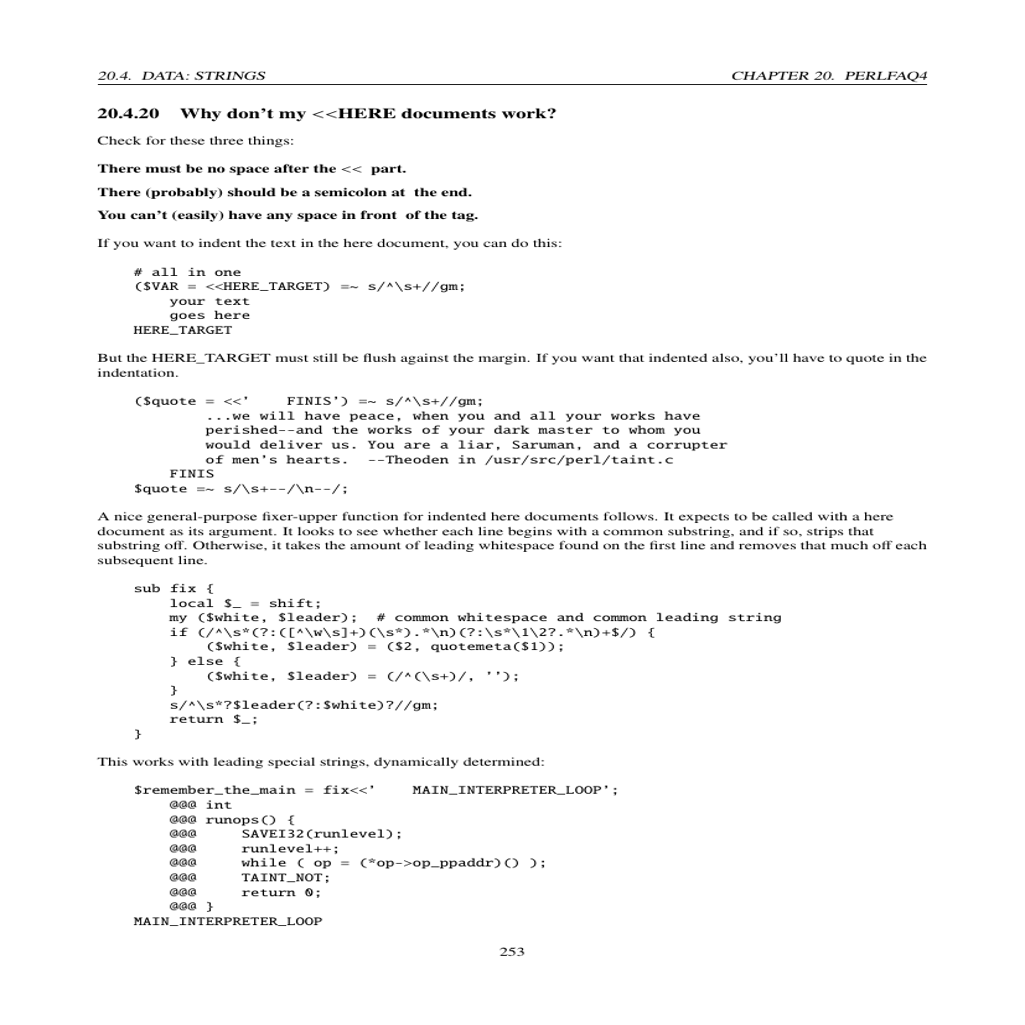 20.4. DATA: STRINGS CHAPTER 20. PERLFAQ4
20.4.20 Why don't my <<HERE documents work?
Check for these three things:
There must be no space after the << part.
There (probably) should be a semicolon at the end.
You can't (easily) have any space in front of the tag.
If you want to indent the text in the here document, you can do this:
# all in one
($VAR = <<HERE_TARGET) =~ s/^\s+//gm;
    your text
    goes here
HERE_TARGET
But the HERE_TARGET must still be flush against the margin. If you want that indented also, you'll have to quote in the
indentation.
($quote = <<'    FINIS') =~ s/^\s+//gm;
        ...we will have peace, when you and all your works have
        perished--and the works of your dark master to whom you
        would deliver us. You are a liar, Saruman, and a corrupter
        of men's hearts.  --Theoden in /usr/src/perl/taint.c
    FINIS
$quote =~ s/\s+--/\n--/;
A nice general-purpose fixer-upper function for indented here documents follows. It expects to be called with a here
document as its argument. It looks to see whether each line begins with a common substring, and if so, strips that
substring off. Otherwise, it takes the amount of leading whitespace found on the first line and removes that much off each
subsequent line.
sub fix {
    local $_ = shift;
    my ($white, $leader);  # common whitespace and common leading string
    if (/^\s*(?:([^\w\s]+)(\s*).*\n)(?:\s*\1\2?.*\n)+$/) {
        ($white, $leader) = ($2, quotemeta($1));
    } else {
        ($white, $leader) = (/^(\s+)/, '');
    }
    s/^\s*?$leader(?:$white)?//gm;
    return $_;
}
This works with leading special strings, dynamically determined:
$remember_the_main = fix<<'    MAIN_INTERPRETER_LOOP';
    @@@ int
    @@@ runops() {
    @@@     SAVEI32(runlevel);
    @@@     runlevel++;
    @@@     while ( op = (*op->op_ppaddr)() );
    @@@     TAINT_NOT;
    @@@     return 0;
    @@@ }
MAIN_INTERPRETER_LOOP
253